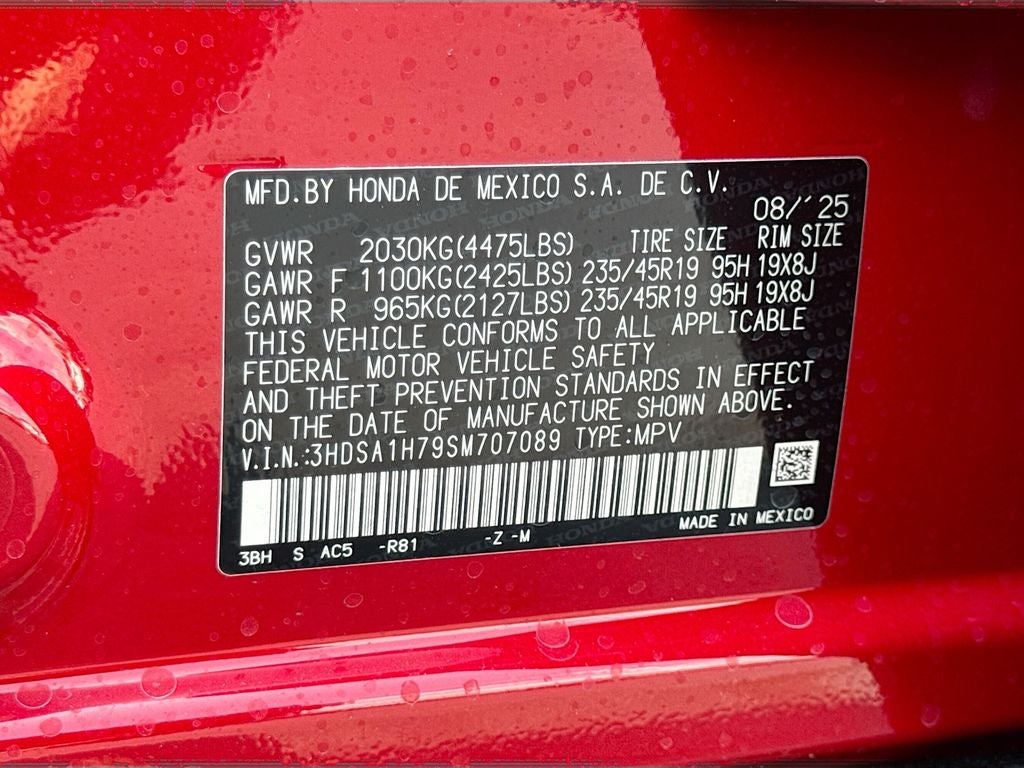 MFD.BY HONDA DE MEXICO S.A. DE C.V.
08/´25
GVWR 2030KG(4475LBS) TIRE SIZE RIM SIZE
GAWR F 1100KG(2425LBS) 235/45R19 95H 19X8J
GAWR R 965KG(2127LBS) 235/45R19 95H 19X8J
THIS VEHICLE CONFORMS TO ALL APPLICABLE
FEDERAL MOTOR VEHICLE SAFETY
AND THEFT PREVENTION STANDARDS IN EFFECT
ON THE DATE OF MANUFACTURE SHOWN ABOVE.
V.I.N.:3HDSA1H79SM707089 TYPE:MPV
MADE IN MEXICO
3BH S AC5 -R81 -Z -M